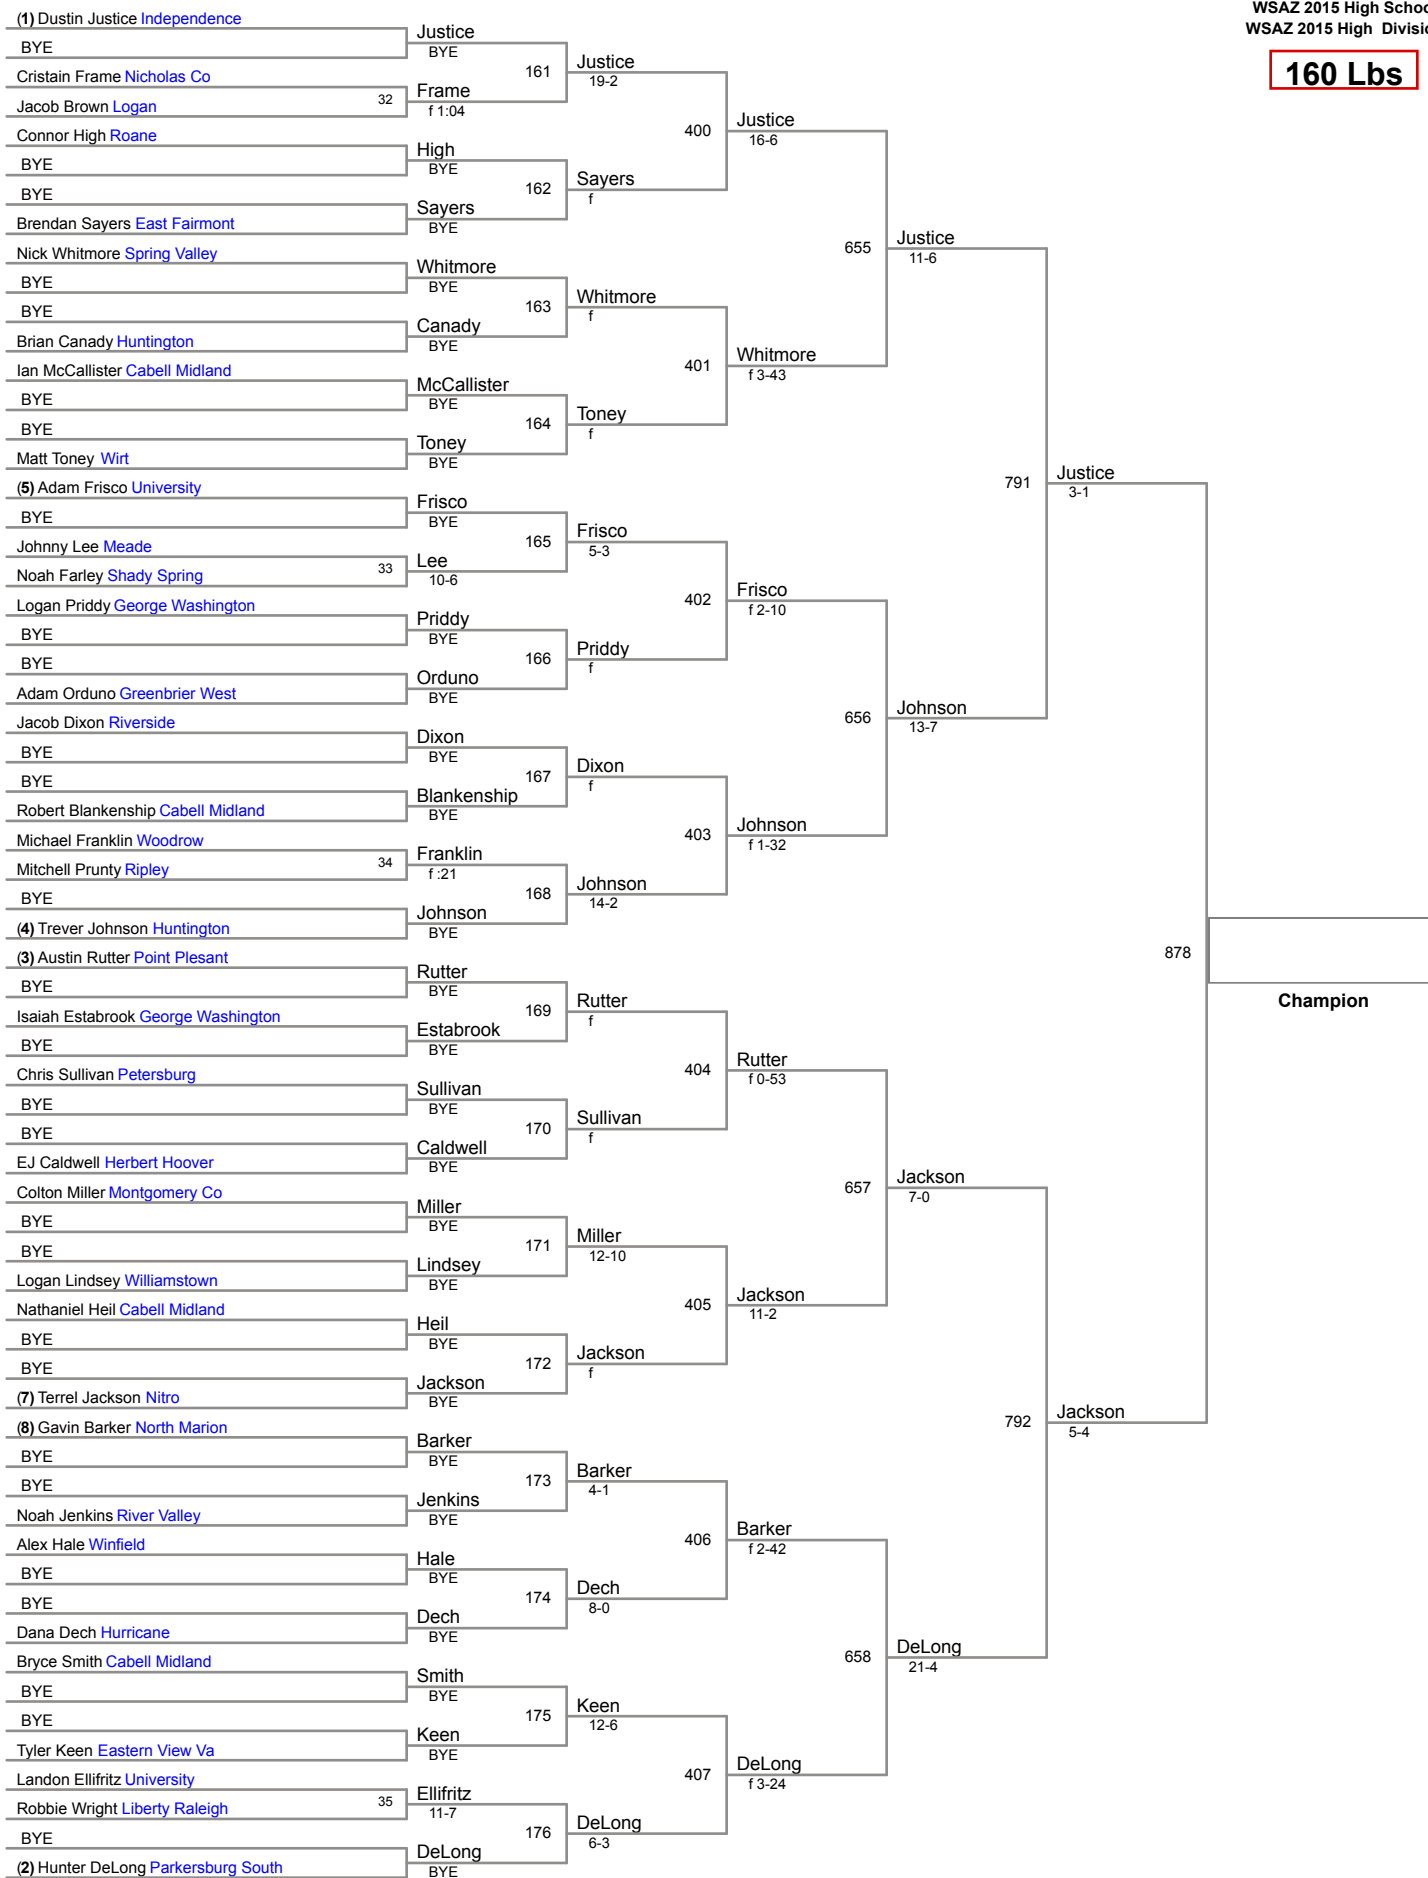 WSAZ 2015 High Schoo
WSAZ 2015 High Divisio
160 Lbs
(1) Dustin Justice Independence
BYE
Cristain Frame Nicholas Co
Jacob Brown Logan
Connor High Roane
BYE
BYE
Brendan Sayers East Fairmont
Nick Whitmore Spring Valley
BYE
BYE
Brian Canady Huntington
Ian McCallister Cabell Midland
BYE
BYE
Matt Toney Wirt
(5) Adam Frisco University
BYE
Johnny Lee Meade
Noah Farley Shady Spring
Logan Priddy George Washington
BYE
BYE
Adam Orduno Greenbrier West
Jacob Dixon Riverside
BYE
BYE
Robert Blankenship Cabell Midland
Michael Franklin Woodrow
Mitchell Prunty Ripley
BYE
(4) Trever Johnson Huntington
(3) Austin Rutter Point Plesant
BYE
Isaiah Estabrook George Washington
BYE
Chris Sullivan Petersburg
BYE
BYE
EJ Caldwell Herbert Hoover
Colton Miller Montgomery Co
BYE
BYE
Logan Lindsey Williamstown
Nathaniel Heil Cabell Midland
BYE
BYE
(7) Terrel Jackson Nitro
(8) Gavin Barker North Marion
BYE
BYE
Noah Jenkins River Valley
Alex Hale Winfield
BYE
BYE
Dana Dech Hurricane
Bryce Smith Cabell Midland
BYE
BYE
Tyler Keen Eastern View Va
Landon Ellifritz University
Robbie Wright Liberty Raleigh
BYE
(2) Hunter DeLong Parkersburg South
32
33
34
35
Justice
BYE
Frame
f 1:04
High
BYE
Sayers
BYE
Whitmore
BYE
Canady
BYE
McCallister
BYE
Toney
BYE
Frisco
BYE
Lee
10-6
Priddy
BYE
Orduno
BYE
Dixon
BYE
Blankenship
BYE
Franklin
f :21
Johnson
BYE
Rutter
BYE
Estabrook
BYE
Sullivan
BYE
Caldwell
BYE
Miller
BYE
Lindsey
BYE
Heil
BYE
Jackson
BYE
Barker
BYE
Jenkins
BYE
Hale
BYE
Dech
BYE
Smith
BYE
Keen
BYE
Ellifritz
11-7
DeLong
BYE
161
162
163
164
165
166
167
168
169
170
171
172
173
174
175
176
Justice
19-2
Sayers
f
Whitmore
f
Toney
f
Frisco
5-3
Priddy
f
Dixon
f
Johnson
14-2
Rutter
f
Sullivan
f
Miller
12-10
Jackson
f
Barker
4-1
Dech
8-0
Keen
12-6
DeLong
6-3
400
401
402
403
404
405
406
407
Justice
16-6
Whitmore
f 3-43
Frisco
f 2-10
Johnson
f 1-32
Rutter
f 0-53
Jackson
11-2
Barker
f 2-42
DeLong
f 3-24
655
656
657
658
Justice
11-6
Johnson
13-7
Jackson
7-0
DeLong
21-4
791
792
Justice
3-1
Jackson
5-4
878
Champion